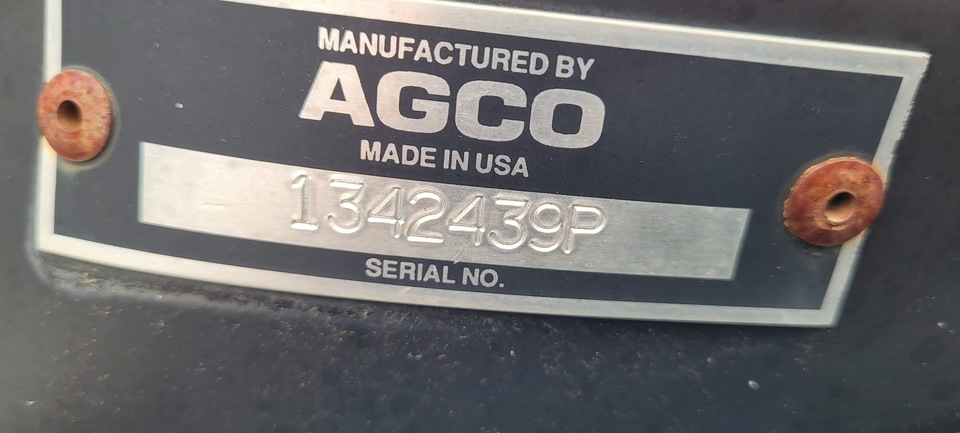 MANUFACTURED BY
AGCO
MADE IN USA
1342439P
SERIAL NO.